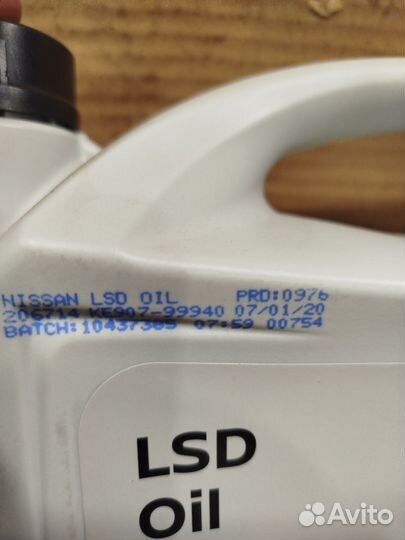 NISSAN LSD OIL PRD:0976
206714 KE907-99940 07/01/20
BATCH:10437385 07:59 00754
LSD
Oil
Avito